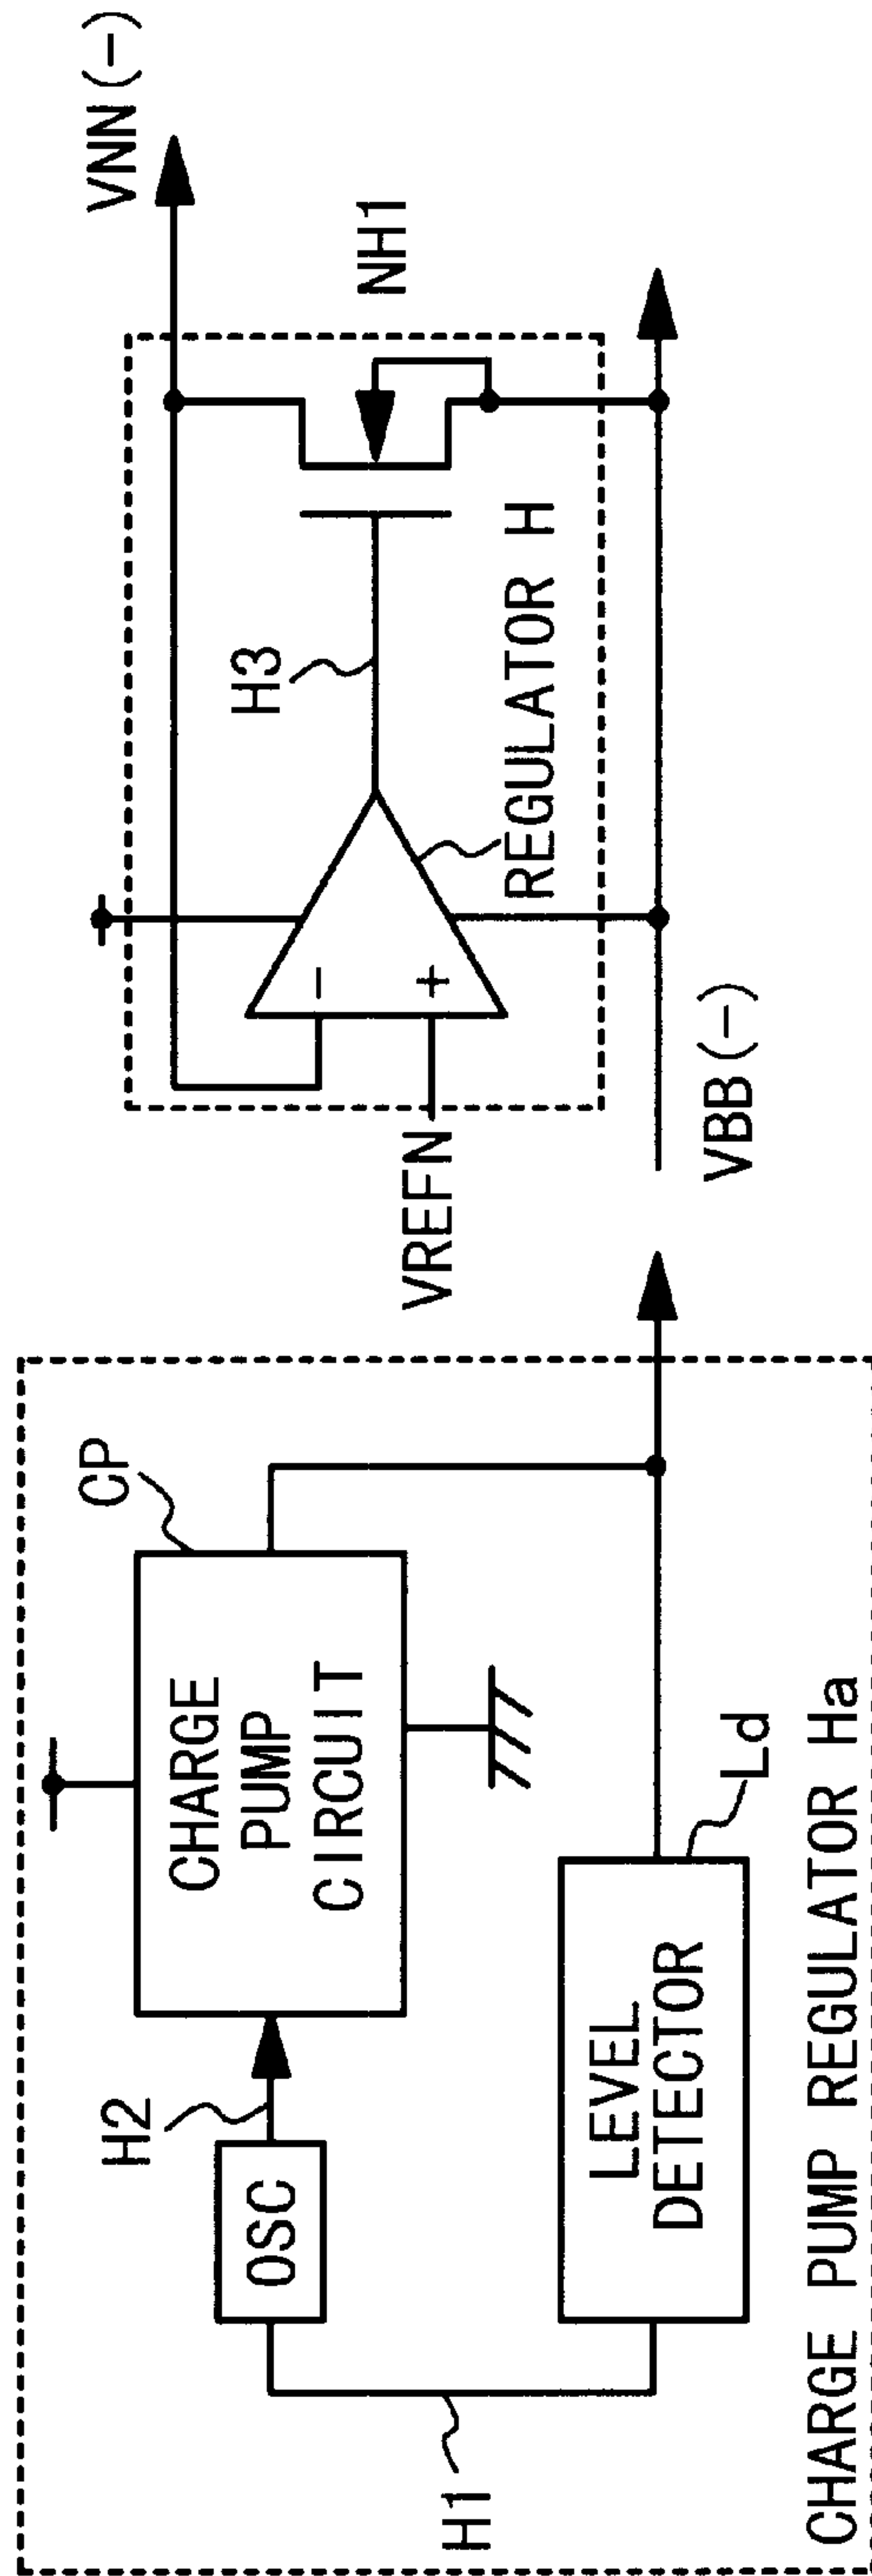 CP
CHARGE
PUMP
CIRCUIT
H2
OSC
H1
LEVEL
DETECTOR
Ld
CHARGE PUMP REGULATOR Ha
VNN(-)
NH1
H3
-
+
REGULATOR H
VREFN
VBB(-)